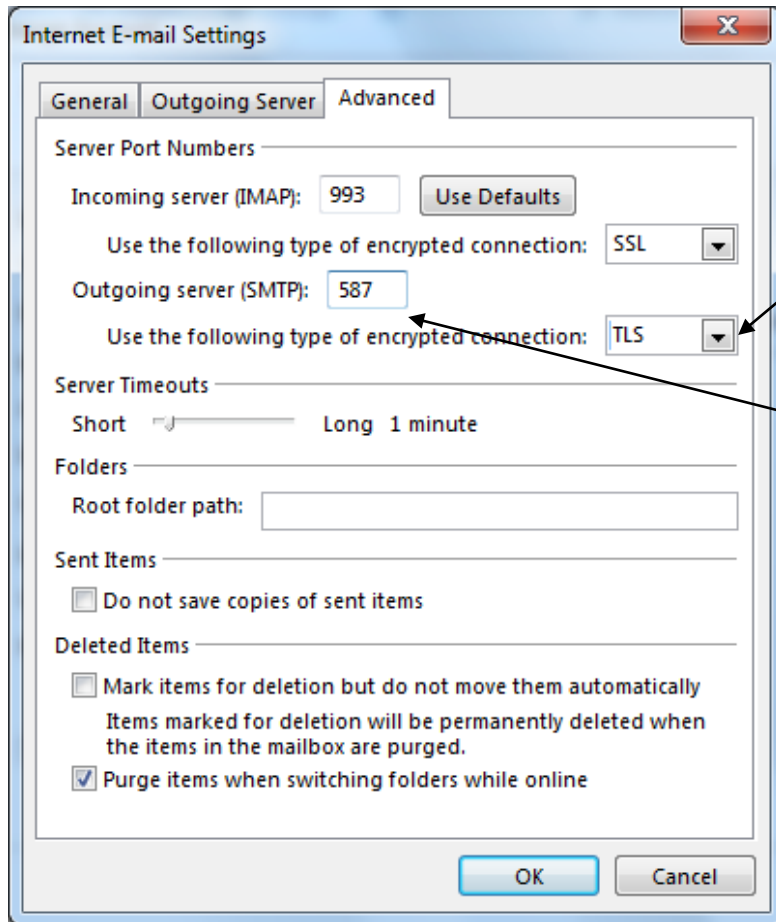 Internet E-mail Settings
General Outgoing Server Advanced
Server Port Numbers
Incoming server (IMAP): 993 Use Defaults
Use the following type of encrypted connection: SSL
Outgoing server (SMTP): 587
Use the following type of encrypted connection: TLS
Server Timeouts
Short Long 1 minute
Folders
Root folder path:
Sent Items
Do not save copies of sent items
Deleted Items
Mark items for deletion but do not move them automatically
Items marked for deletion will be permanently deleted when
the items in the mailbox are purged.
Purge items when switching folders while online
OK Cancel